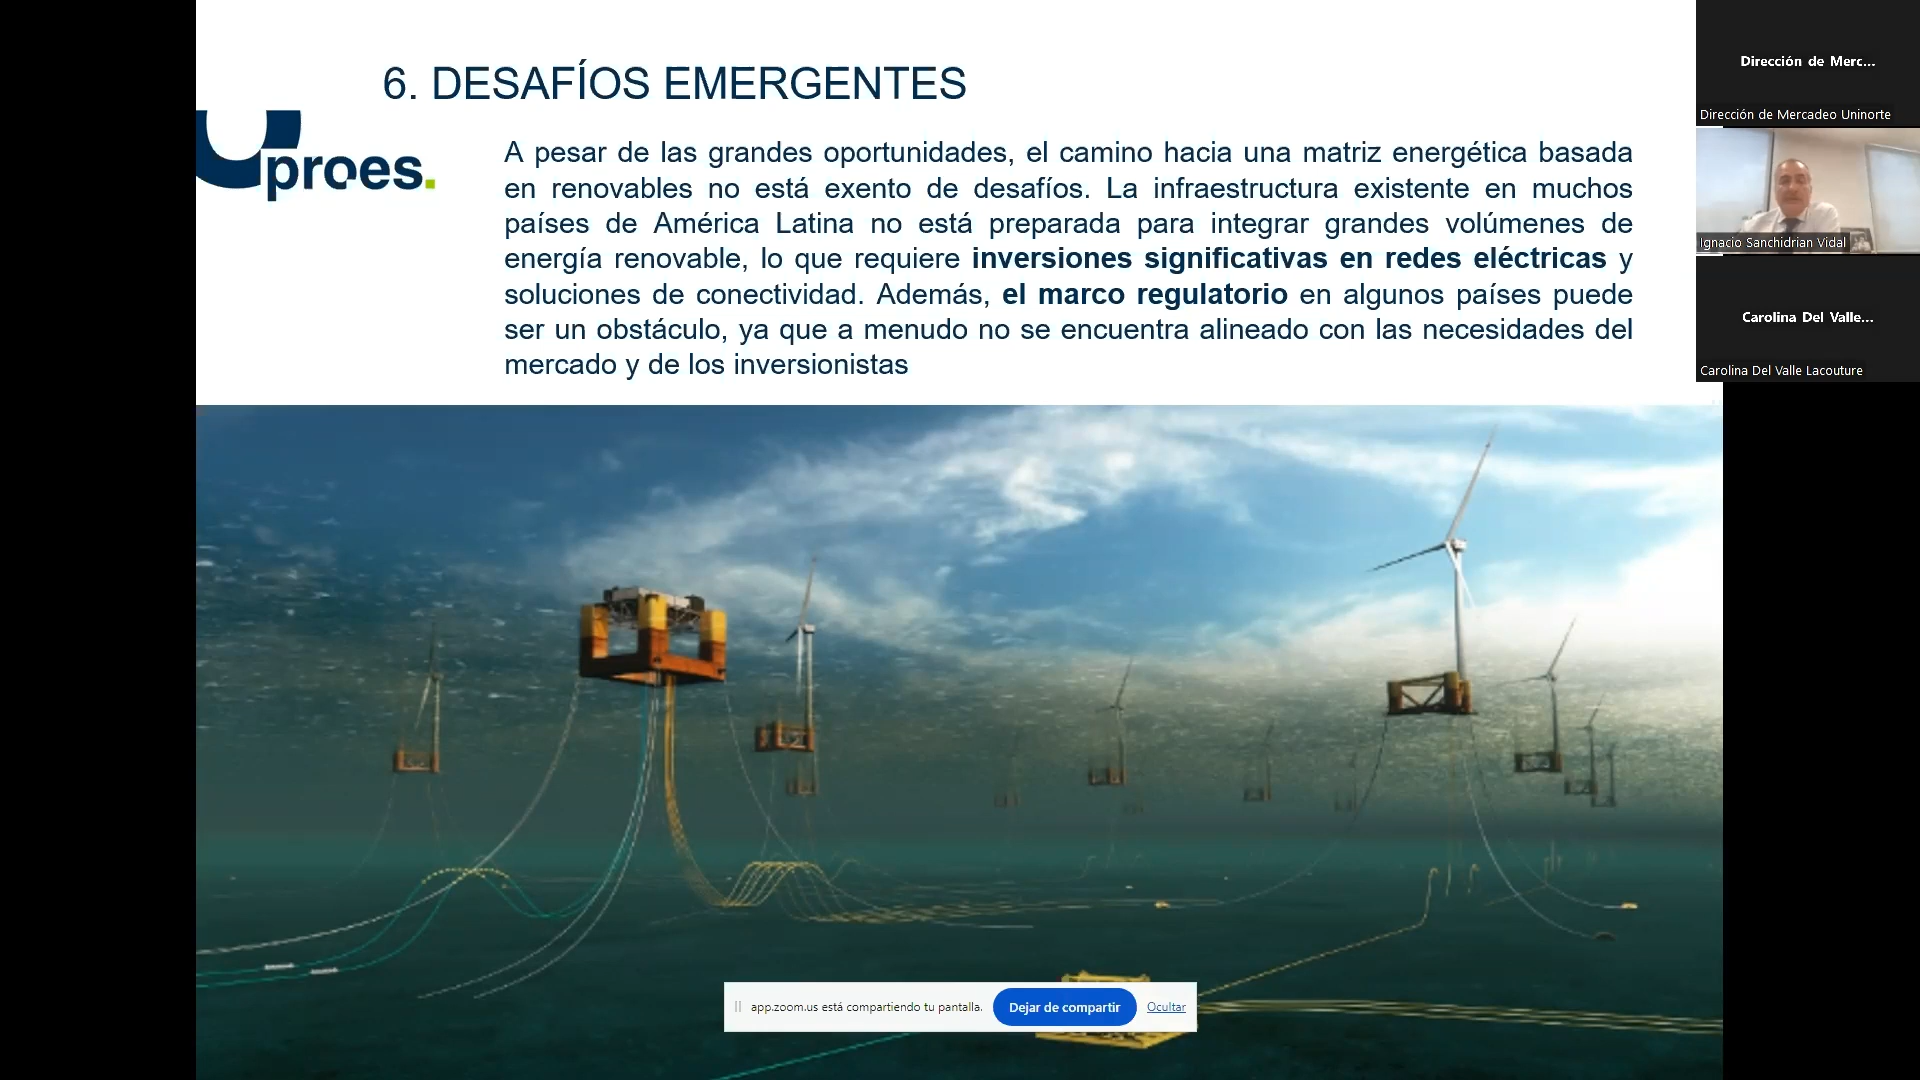 6. DESAFÍOS EMERGENTES
proes.
A pesar de las grandes oportunidades, el camino hacia una matriz energética basada
en renovables no está exento de desafíos. La infraestructura existente en muchos
países de América Latina no está preparada para integrar grandes volúmenes de
energía renovable, lo que requiere inversiones significativas en redes eléctricas y
soluciones de conectividad. Además, el marco regulatorio en algunos países puede
ser un obstáculo, ya que a menudo no se encuentra alineado con las necesidades del
mercado y de los inversionistas
Dirección de Merc...
Dirección de Mercadeo Uninorte
Ignacio Sanchidrian Vidal
Carolina Del Valle...
Carolina Del Valle Lacouture
app.zoom.us está compartiendo tu pantalla.
Dejar de compartir
Ocultar